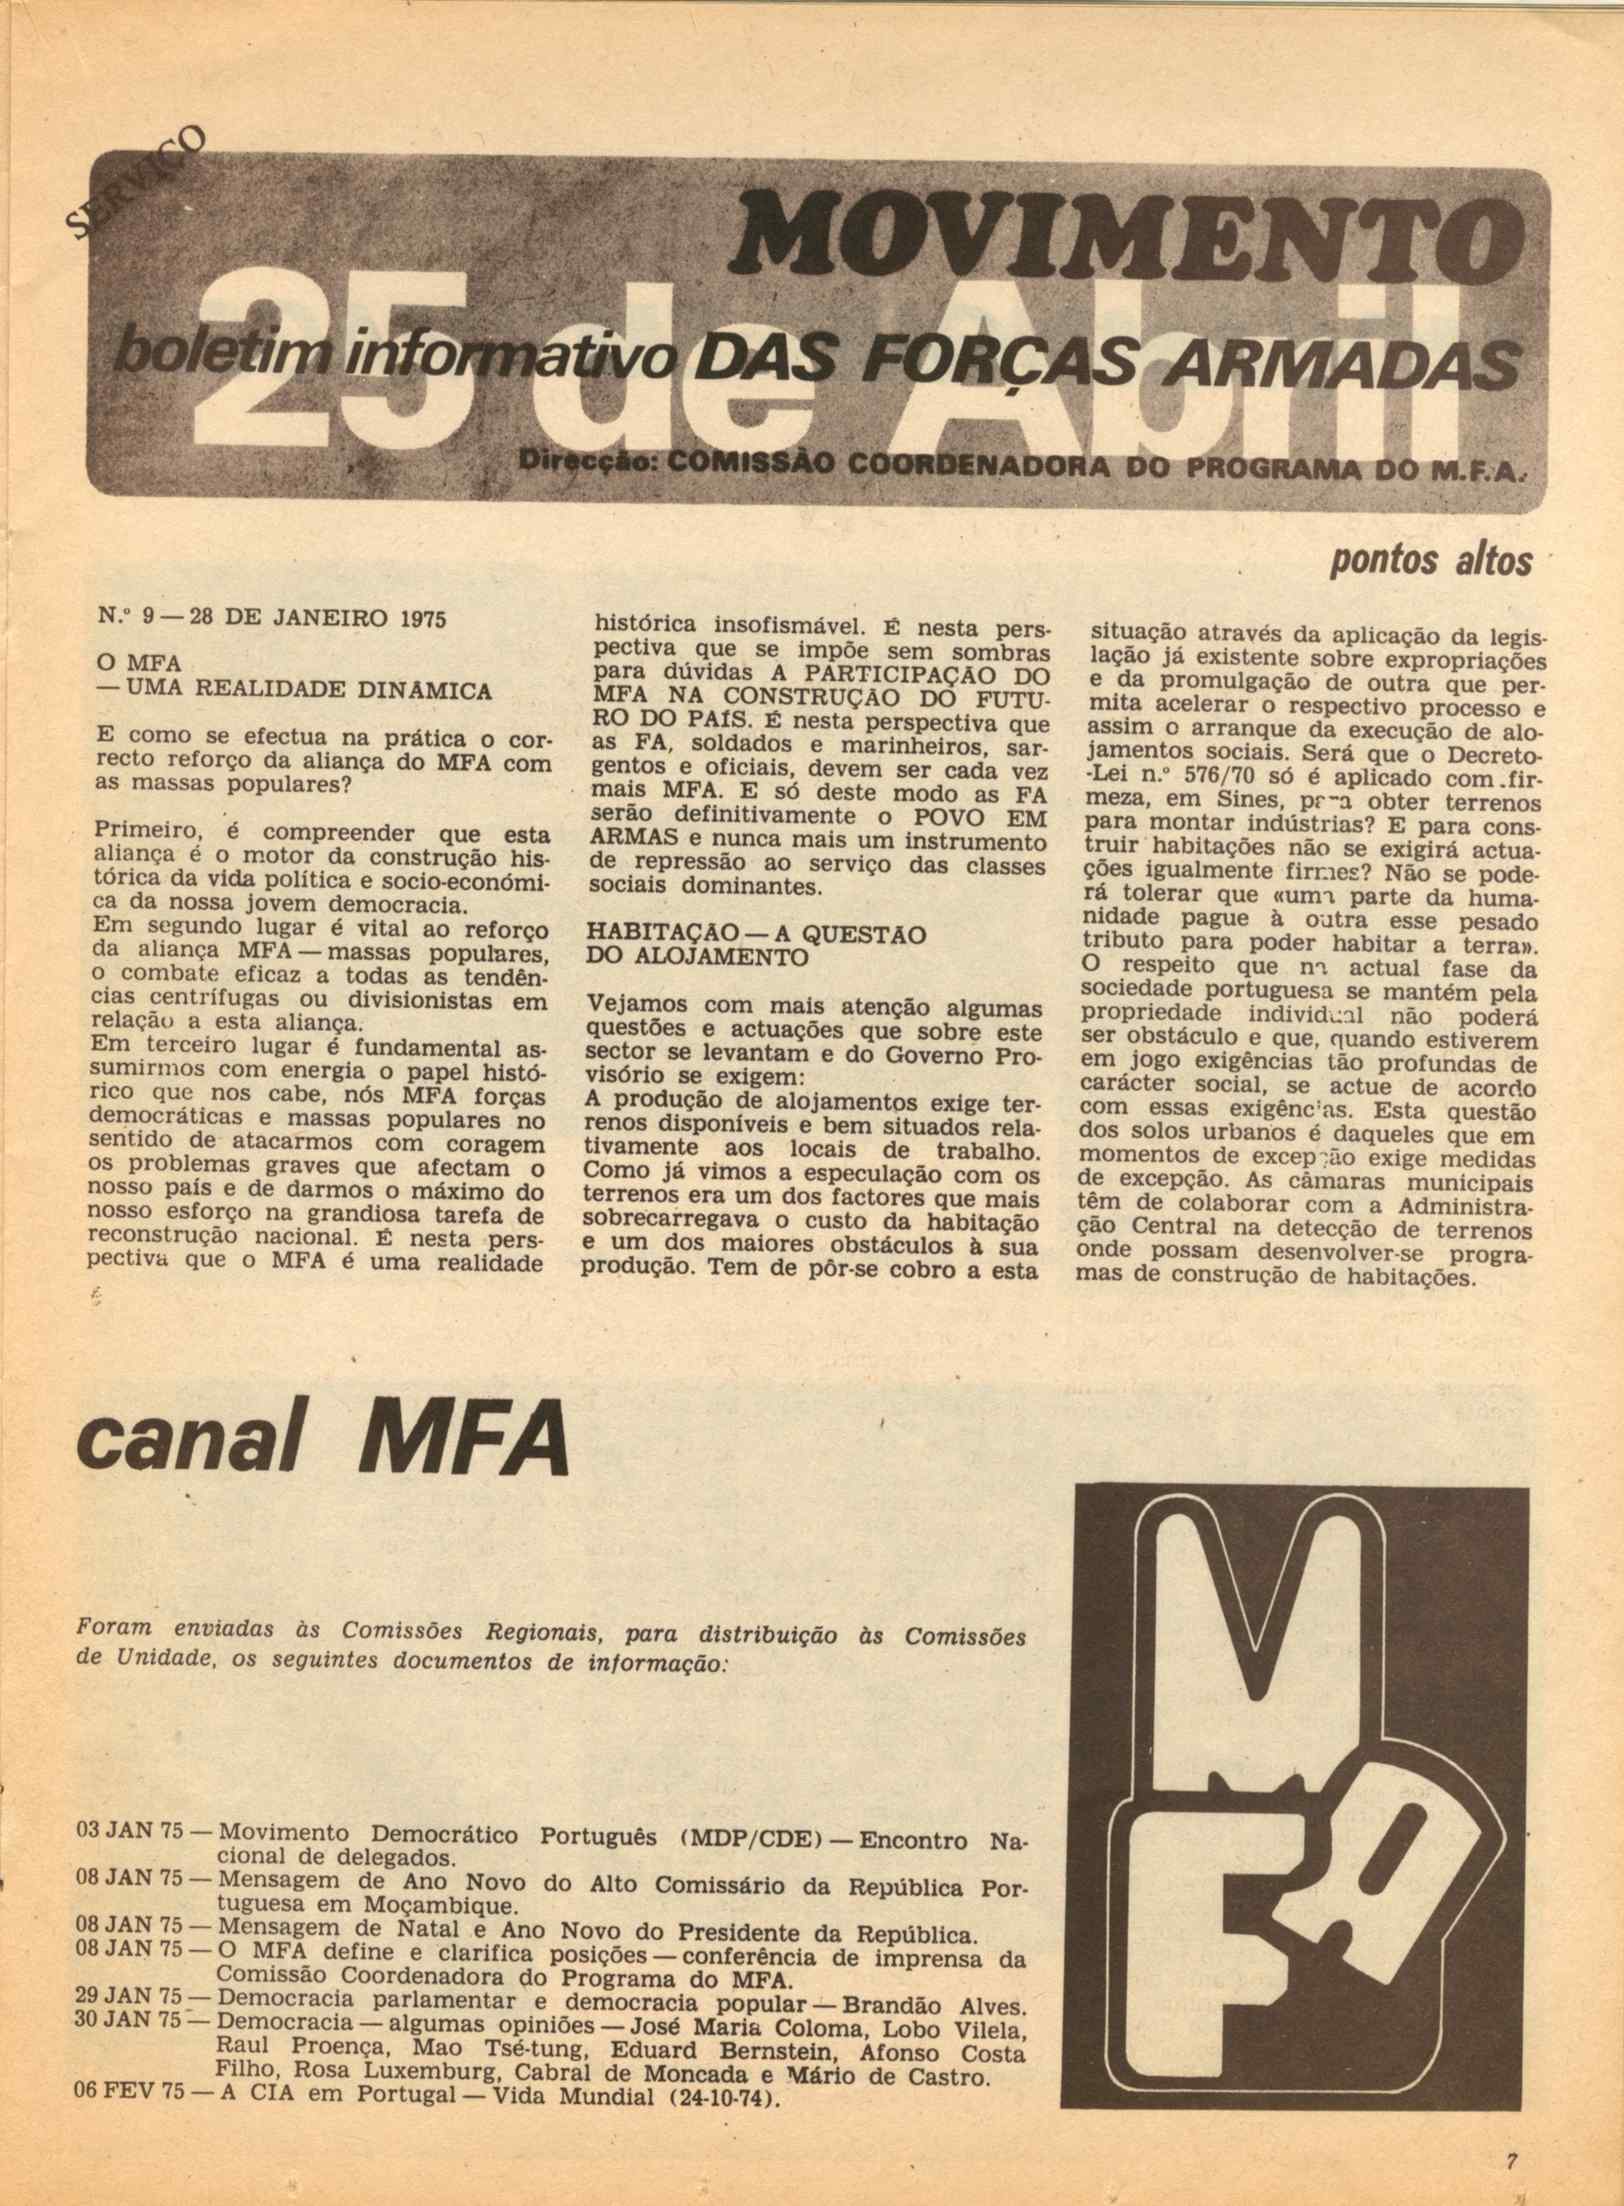 SERVIÇO
MOVIMENTO
25 de Abril
boletim informativo DAS FORÇAS ARMADAS
Direcção: COMISSÃO COORDENADORA DO PROGRAMA DO M.F.A.
pontos altos
N.º 9 — 28 DE JANEIRO 1975
O MFA
— UMA REALIDADE DINÂMICA
E como se efectua na prática o cor-
recto reforço da aliança do MFA com
as massas populares?
Primeiro, é compreender que esta
aliança é o motor da construção his-
tórica da vida política e socio-económi-
ca da nossa jovem democracia.
Em segundo lugar é vital ao reforço
da aliança MFA — massas populares,
o combate eficaz a todas as tendên-
cias centrífugas ou divisionistas em
relação a esta aliança.
Em terceiro lugar é fundamental as-
sumirmos com energia o papel histó-
rico que nos cabe, nós MFA forças
democráticas e massas populares no
sentido de atacarmos com coragem
os problemas graves que afectam o
nosso país e de darmos o máximo do
nosso esforço na grandiosa tarefa de
reconstrução nacional. É nesta pers-
pectiva que o MFA é uma realidade
histórica insofismável. É nesta pers-
pectiva que se impõe sem sombras
para dúvidas A PARTICIPAÇÃO DO
MFA NA CONSTRUÇÃO DO FUTU-
RO DO PAÍS. É nesta perspectiva que
as FA, soldados e marinheiros, sar-
gentos e oficiais, devem ser cada vez
mais MFA. E só deste modo as FA
serão definitivamente o POVO EM
ARMAS e nunca mais um instrumento
de repressão ao serviço das classes
sociais dominantes.
HABITAÇÃO — A QUESTÃO
DO ALOJAMENTO
Vejamos com mais atenção algumas
questões e actuações que sobre este
sector se levantam e do Governo Pro-
visório se exigem:
A produção de alojamentos exige ter-
renos disponíveis e bem situados rela-
tivamente aos locais de trabalho.
Como já vimos a especulação com os
terrenos era um dos factores que mais
sobrecarregava o custo da habitação
e um dos maiores obstáculos à sua
produção. Tem de pôr-se cobro a esta
situação através da aplicação da legis-
lação já existente sobre expropriações
e da promulgação de outra que per-
mita acelerar o respectivo processo e
assim o arranque da execução de alo-
jamentos sociais. Será que o Decreto-
-Lei n.º 576/70 só é aplicado com firmeza, em Sines, para obter terrenos
para montar indústrias? E para cons-
truir habitações não se exigirá actua-
ções igualmente firmes? Não se pode-
rá tolerar que «uma parte da huma-
nidade pague à outra esse pesado
tributo para poder habitar a terra».
O respeito que na actual fase da
sociedade portuguesa se mantém pela
propriedade individual não poderá
ser obstáculo e que, quando estiverem
em jogo exigências tão profundas de
carácter social, se actue de acordo
com essas exigências. Esta questão
dos solos urbanos é daqueles que em
momentos de excepção exige medidas
de excepção. As câmaras municipais
têm de colaborar com a Administra-
ção Central na detecção de terrenos
onde possam desenvolver-se progra-
mas de construção de habitações.
canal MFA
Foram enviadas às Comissões Regionais, para distribuição às Comissões
de Unidade, os seguintes documentos de informação:
03 JAN 75 — Movimento Democrático Português (MDP/CDE) — Encontro Na-
cional de delegados.
08 JAN 75 — Mensagem de Ano Novo do Alto Comissário da República Por-
tuguesa em Moçambique.
08 JAN 75 — Mensagem de Natal e Ano Novo do Presidente da República.
08 JAN 75 — O MFA define e clarifica posições — conferência de imprensa da
Comissão Coordenadora do Programa do MFA.
29 JAN 75 — Democracia parlamentar e democracia popular — Brandão Alves.
30 JAN 75 — Democracia — algumas opiniões — José Maria Coloma, Lobo Vilela,
Raul Proença, Mao Tsé-tung, Eduard Bernstein, Afonso Costa
Filho, Rosa Luxemburg, Cabral de Moncada e Mário de Castro.
06 FEV 75 — A CIA em Portugal — Vida Mundial (24-10-74).
MFA
7